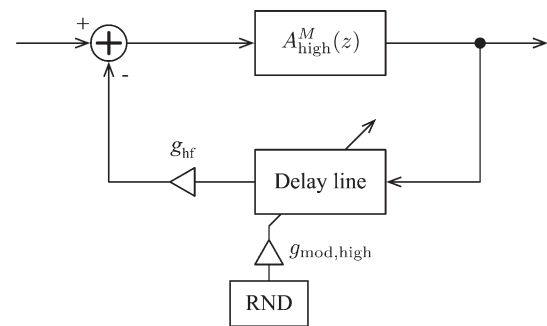 +
A^M_high(z)
-
g_hf
Delay line
g_mod,high
RND